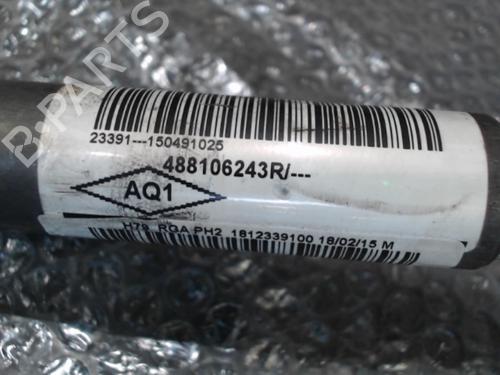 B-PARTS
23391---150491025
488106243R/---
AQ1
H79 RGA PH2 1812339100 18/02/15 M